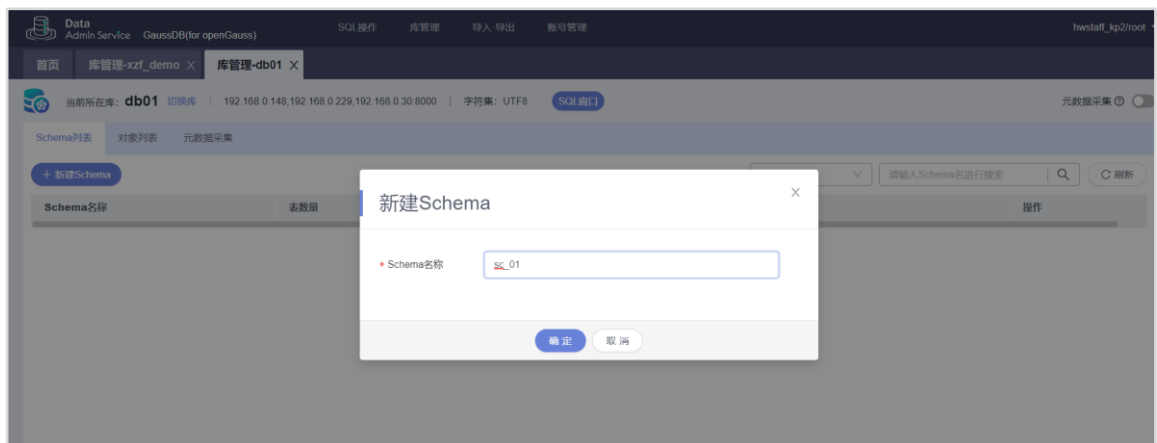 Data
Admin Service GaussDB(for openGauss) SQL操作 库管理 导入·导出 账号管理 hwstaff_kp2/root
首页 库管理-xzf_demo 库管理-db01
当前所在库: db01 切换库 | 192.168.0.148,192.168.0.229,192.168.0.30:8000 | 字符集: UTF8 SQL窗口 元数据采集
Schema列表 对象列表 元数据采集
+ 新建Schema 请输入Schema名进行搜索 刷新
Schema名称 表数量 操作
新建Schema
* Schema名称 sc_01
确定 取消